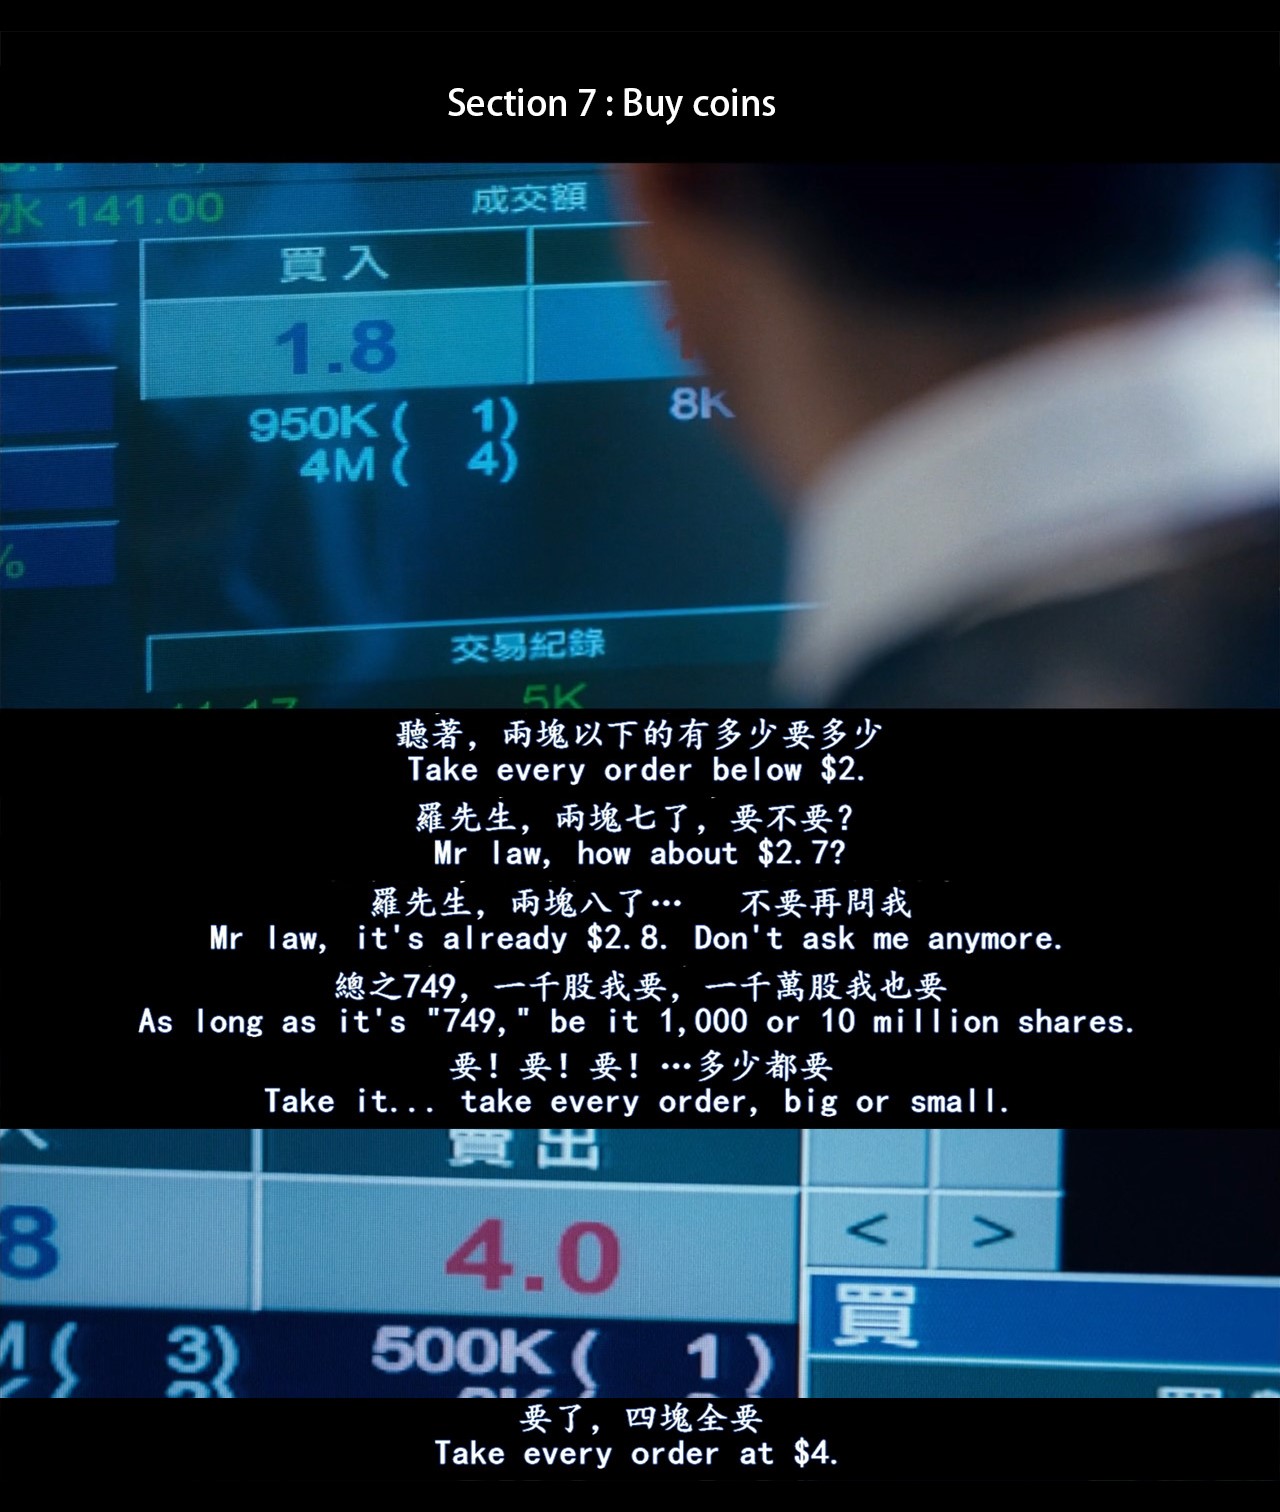 Section 7 : Buy coins
水 141.00
成交額
買入
1.8
950K ( 1)
8K
4M ( 4)
交易紀錄
5K
聽著，兩塊以下的有多少要多少
Take every order below $2.
羅先生，兩塊七了，要不要？
Mr law, how about $2.7?
羅先生，兩塊八了… 不要再問我
Mr law, it's already $2.8. Don't ask me anymore.
總之749，一千股我要，一千萬股我也要
As long as it's "749," be it 1,000 or 10 million shares.
要！要！要！…多少都要
Take it... take every order, big or small.
賣出
8
4.0
< >
買
M ( 3)
500K ( 1 )
要了，四塊全要
Take every order at $4.